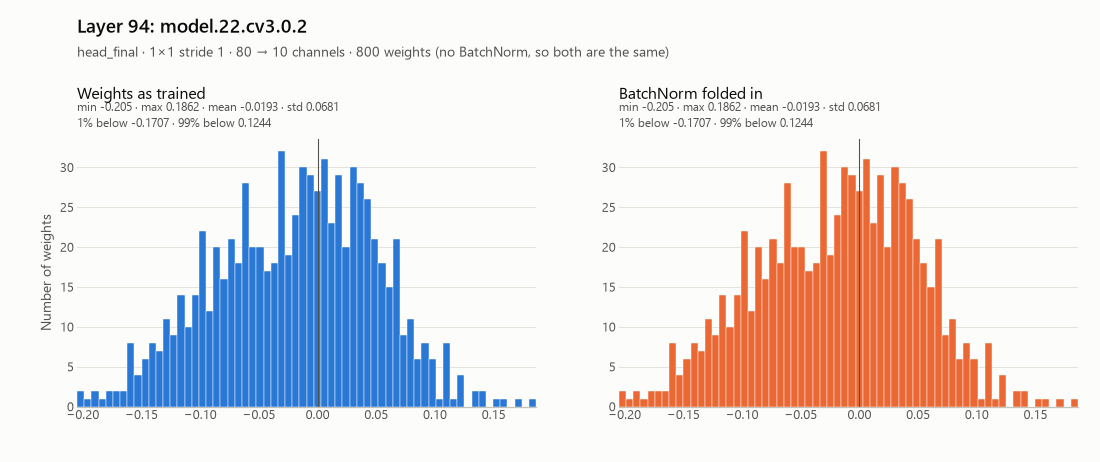 Layer 94: model.22.cv3.0.2
head_final · 1×1 stride 1 · 80 → 10 channels · 800 weights (no BatchNorm, so both are the same)
Weights as trained
min -0.205 · max 0.1862 · mean -0.0193 · std 0.0681
1% below -0.1707 · 99% below 0.1244
Number of weights
30
25
20
15
10
5
0
−0.20 −0.15 −0.10 −0.05 0.00 0.05 0.10 0.15
BatchNorm folded in
min -0.205 · max 0.1862 · mean -0.0193 · std 0.0681
1% below -0.1707 · 99% below 0.1244
30
25
20
15
10
5
0
−0.20 −0.15 −0.10 −0.05 0.00 0.05 0.10 0.15